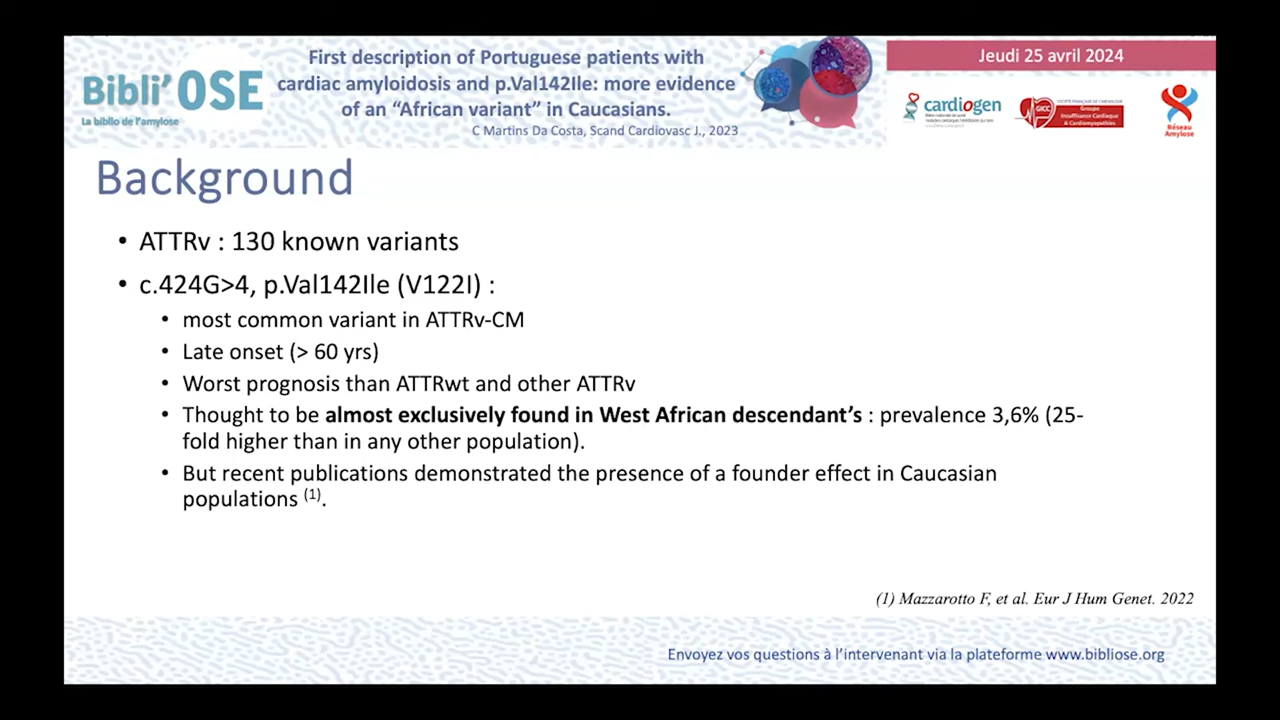 First description of Portuguese patients with
cardiac amyloidosis and p.Val142Ile: more evidence
of an “African variant” in Caucasians.
C Martins Da Costa, Scand Cardiovasc J., 2023
Bibli’OSE
La biblio de l’amylose
Jeudi 25 avril 2024
cardiogen
GICC
Groupe
Insuffisance Cardiaque
& Cardiomyopathies
Réseau
Amylose
Background
• ATTRv : 130 known variants
• c.424G>4, p.Val142Ile (V122I) :
• most common variant in ATTRv-CM
• Late onset (> 60 yrs)
• Worst prognosis than ATTRwt and other ATTRv
• Thought to be almost exclusively found in West African descendant’s : prevalence 3,6% (25-
fold higher than in any other population).
• But recent publications demonstrated the presence of a founder effect in Caucasian
populations (1).
(1) Mazzarotto F, et al. Eur J Hum Genet. 2022
Envoyez vos questions à l’intervenant via la plateforme www.bibliose.org